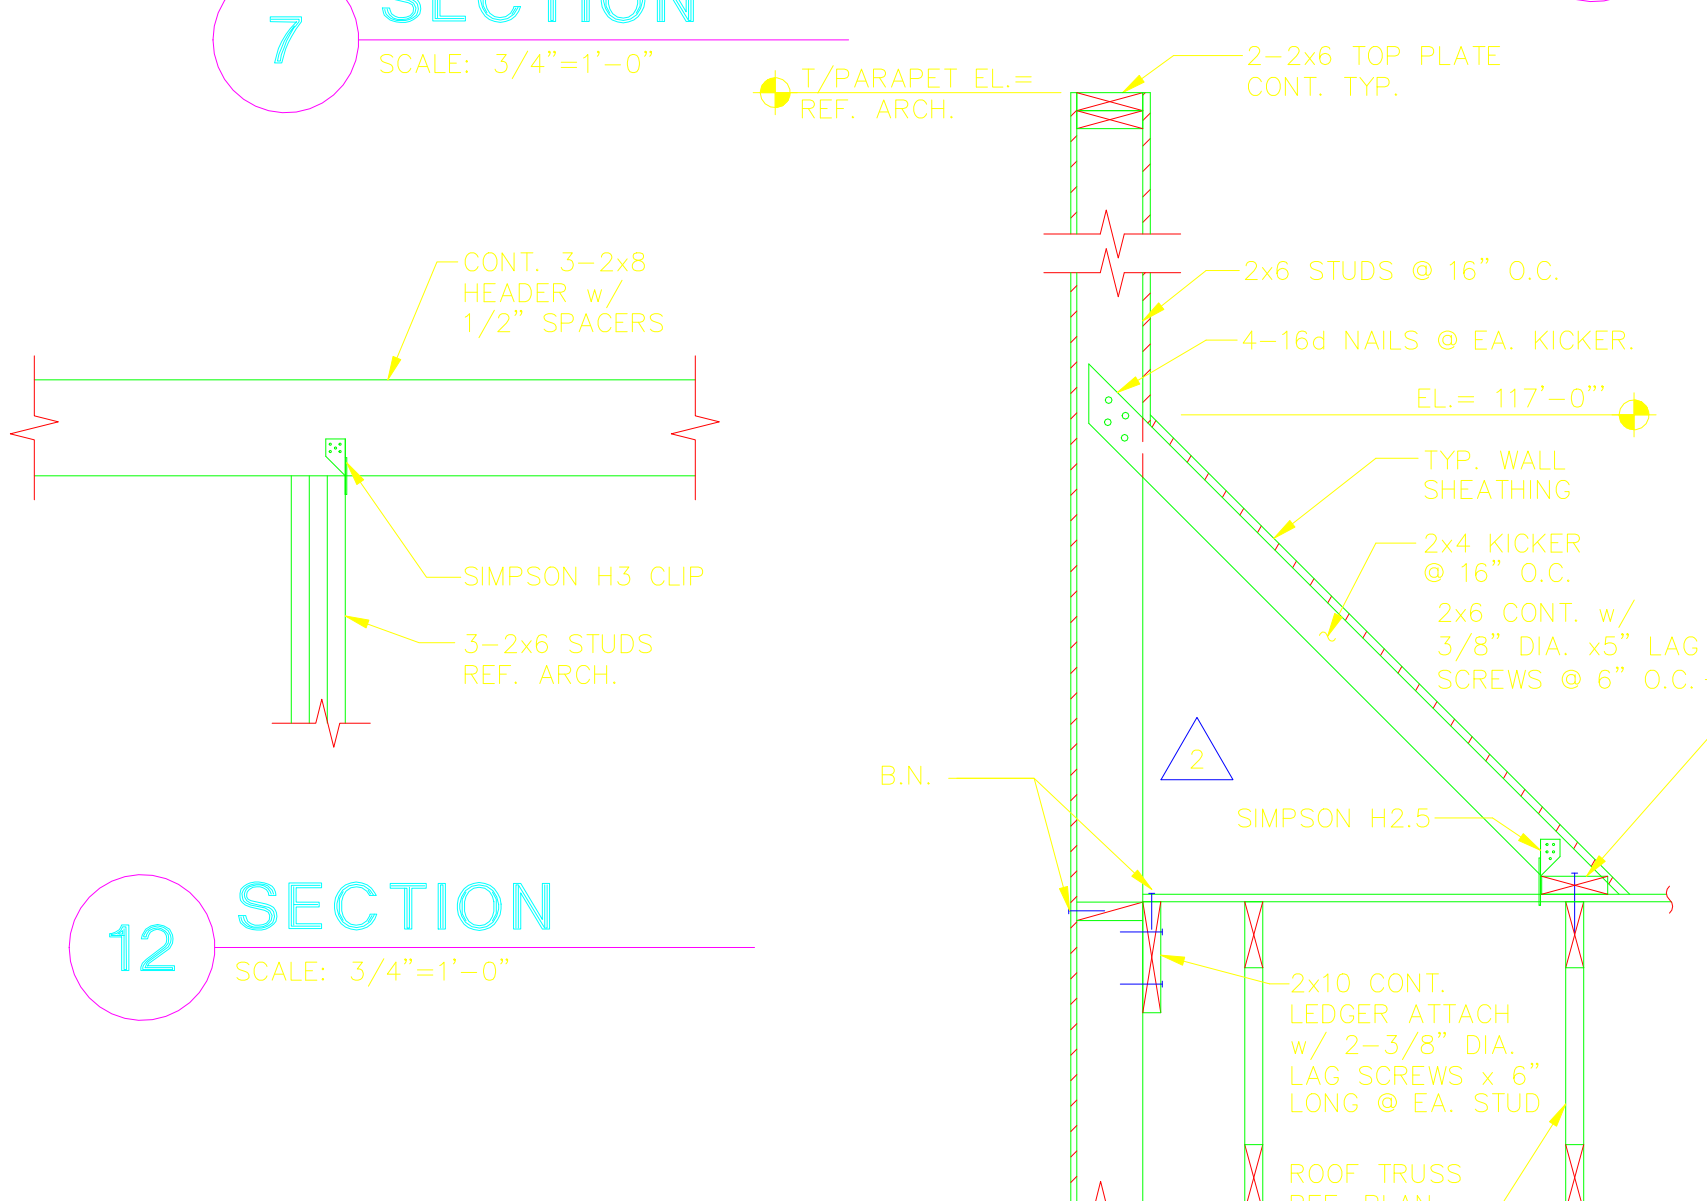 7
SECTION
SCALE: 3/4"=1'-0"
T/PARAPET EL.=
REF. ARCH.
2-2x6 TOP PLATE
CONT. TYP.
CONT. 3-2x8
HEADER w/
1/2" SPACERS
2x6 STUDS @ 16" O.C.
4-16d NAILS @ EA. KICKER.
EL.= 117'-0"'
TYP. WALL
SHEATHING
2x4 KICKER
@ 16" O.C.
2x6 CONT. w/
3/8" DIA. x5" LAG
SCREWS @ 6" O.C.
SIMPSON H3 CLIP
3-2x6 STUDS
REF. ARCH.
2
B.N.
SIMPSON H2.5
12
SECTION
SCALE: 3/4"=1'-0"
2x10 CONT.
LEDGER ATTACH
w/ 2-3/8" DIA.
LAG SCREWS x 6"
LONG @ EA. STUD
ROOF TRUSS
REF. PLAN